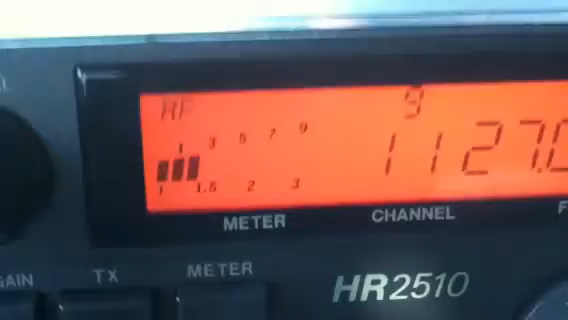 RF 9
1 3 5 7 9
1127.0
1 1.5 2 3
METER CHANNEL F
GAIN TX METER
HR2510